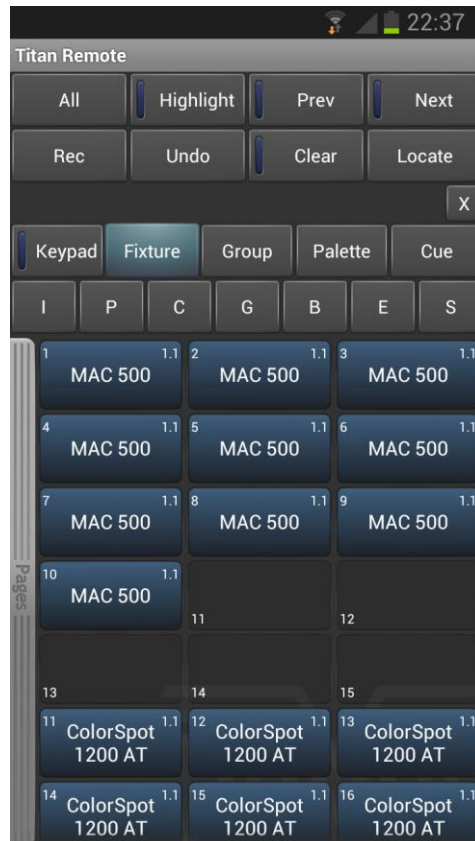 22:37
Titan Remote
All Highlight Prev Next
Rec Undo Clear Locate
X
Keypad Fixture Group Palette Cue
I P C G B E S
Pages
1 1.1 2 1.1 3 1.1
MAC 500 MAC 500 MAC 500
4 1.1 5 1.1 6 1.1
MAC 500 MAC 500 MAC 500
7 1.1 8 1.1 9 1.1
MAC 500 MAC 500 MAC 500
10 1.1
MAC 500
11 12
13 14 15
11 1.1 12 1.1 13 1.1
ColorSpot ColorSpot ColorSpot
1200 AT 1200 AT 1200 AT
14 1.1 15 1.1 16 1.1
ColorSpot ColorSpot ColorSpot
1200 AT 1200 AT 1200 AT